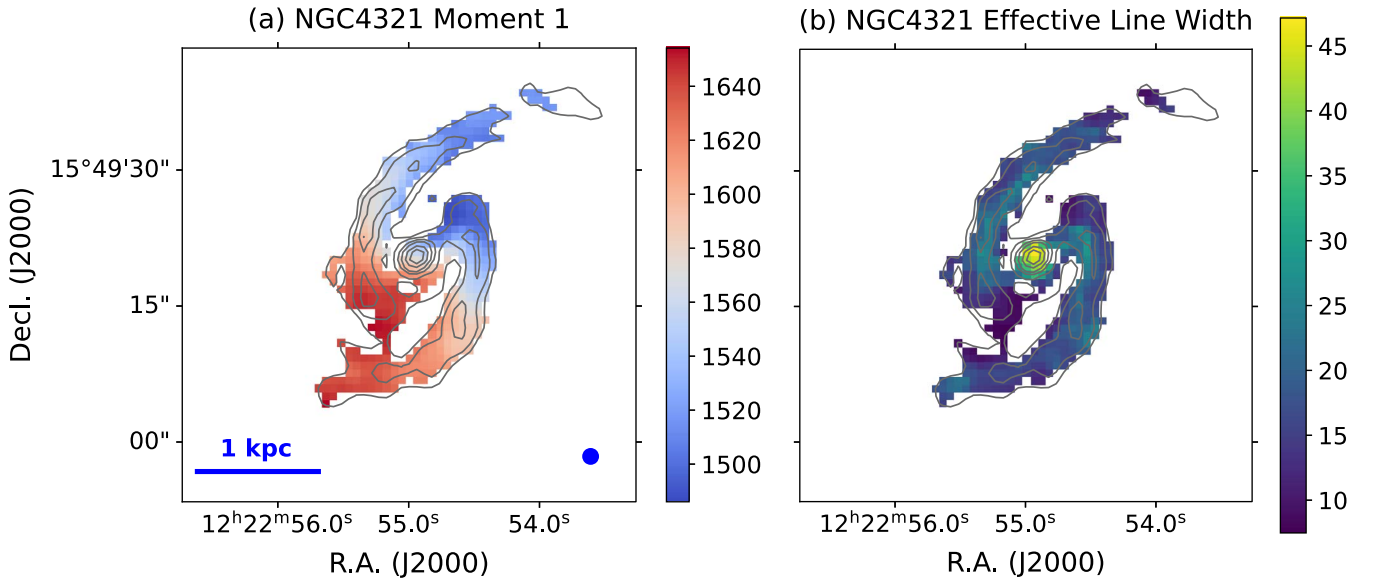 (a) NGC4321 Moment 1
(b) NGC4321 Effective Line Width
Decl. (J2000)
15°49'30"
15"
00"
1 kpc
12ʰ22ᵐ56.0ˢ 55.0ˢ 54.0ˢ
R.A. (J2000)
1640
1620
1600
1580
1560
1540
1520
1500
12ʰ22ᵐ56.0ˢ 55.0ˢ 54.0ˢ
R.A. (J2000)
45
40
35
30
25
20
15
10